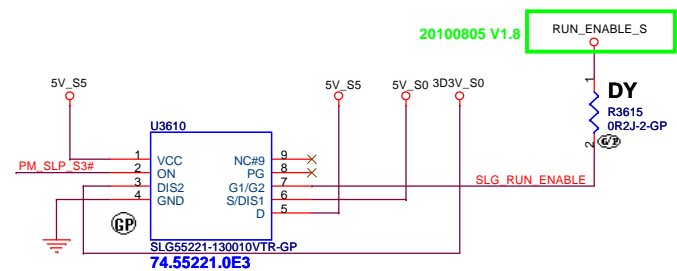 20100805 V1.8
RUN_ENABLE_S
5V_S5
5V_S5
5V_S0
3D3V_S0
1
DY
R3615
0R2J-2-GP
2
G/P
U3610
PM_SLP_S3#
1 VCC NC#9 9
2 ON PG 8
3 DIS2 G1/G2 7
4 GND S/DIS1 6
D 5
SLG_RUN_ENABLE
GP
SLG55221-130010VTR-GP
74.55221.0E3